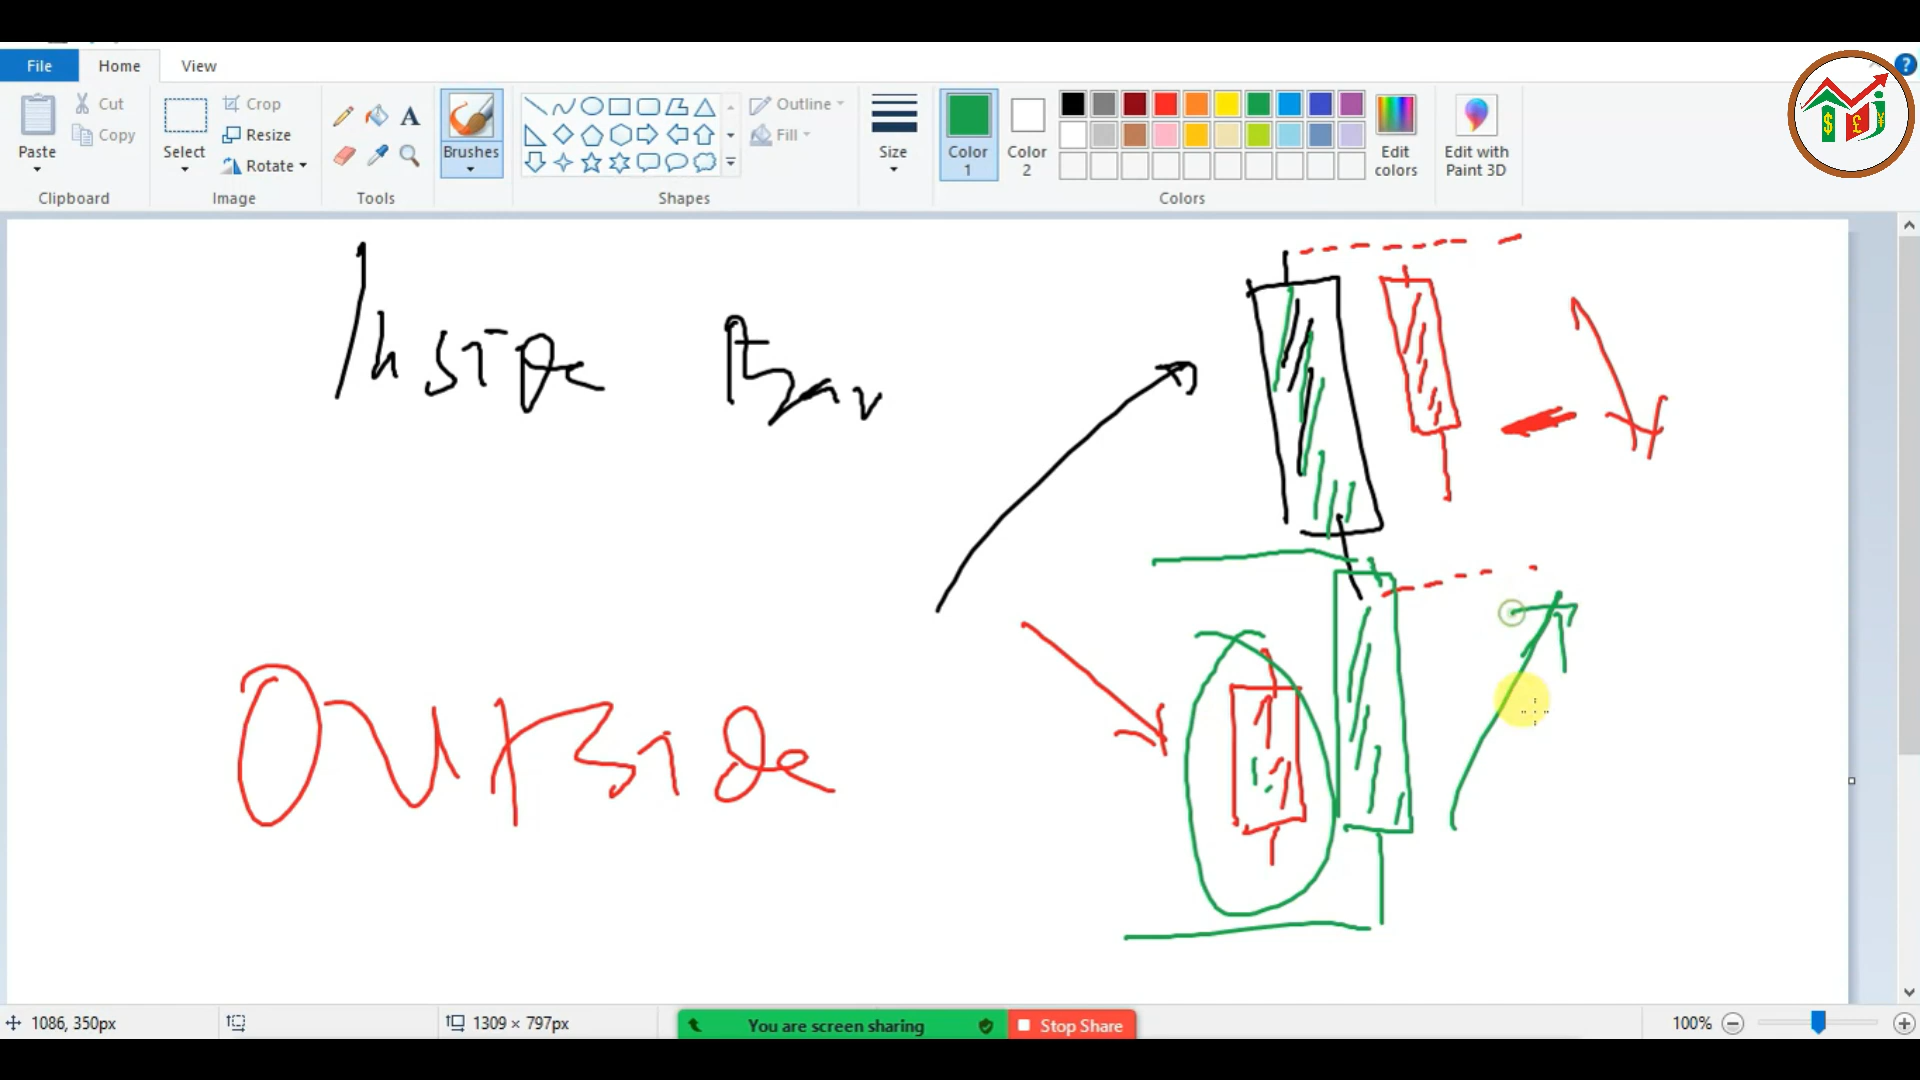 File Home View
Paste
Cut
Copy
Clipboard
Select
Crop
Resize
Rotate
Image
A
Tools
Brushes
Shapes
Outline
Fill
Size
Color 1
Color 2
Colors
Edit colors
Edit with Paint 3D
?
$ £ ¥
Inside Bar
Outside
1086, 350px
1309 × 797px
You are screen sharing
Stop Share
100%